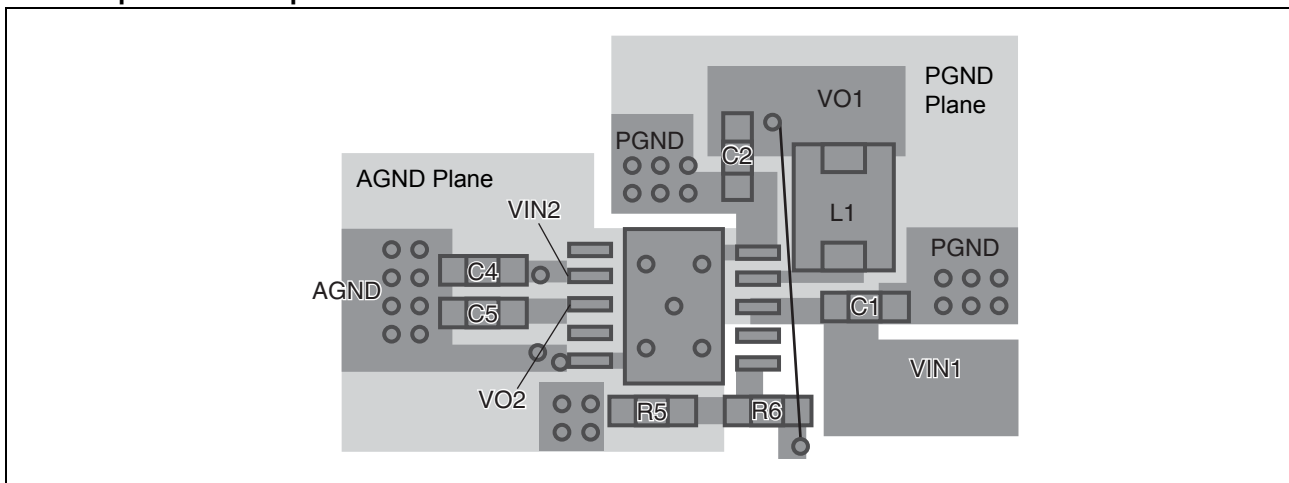 VO1
PGND
Plane
PGND
C2
AGND Plane
VIN2
L1
PGND
C4
AGND
C5
C1
VIN1
VO2
R5
R6